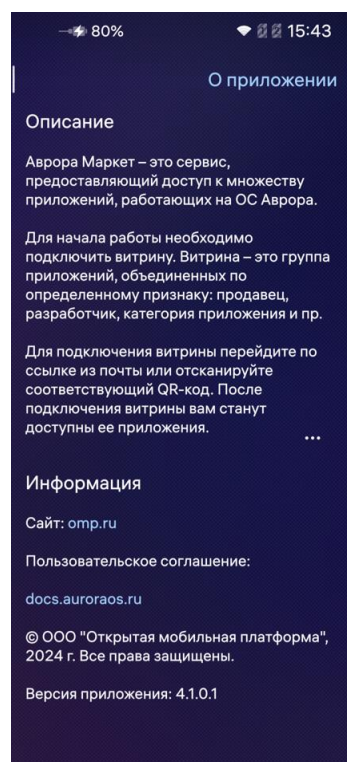 80%
15:43
О приложении
Описание
Аврора Маркет – это сервис,
предоставляющий доступ к множеству
приложений, работающих на ОС Аврора.
Для начала работы необходимо
подключить витрину. Витрина – это группа
приложений, объединенных по
определенному признаку: продавец,
разработчик, категория приложения и пр.
Для подключения витрины перейдите по
ссылке из почты или отсканируйте
соответствующий QR-код. После
подключения витрины вам станут
доступны ее приложения.
...
Информация
Сайт: omp.ru
Пользовательское соглашение:
docs.auroraos.ru
© ООО "Открытая мобильная платформа",
2024 г. Все права защищены.
Версия приложения: 4.1.0.1